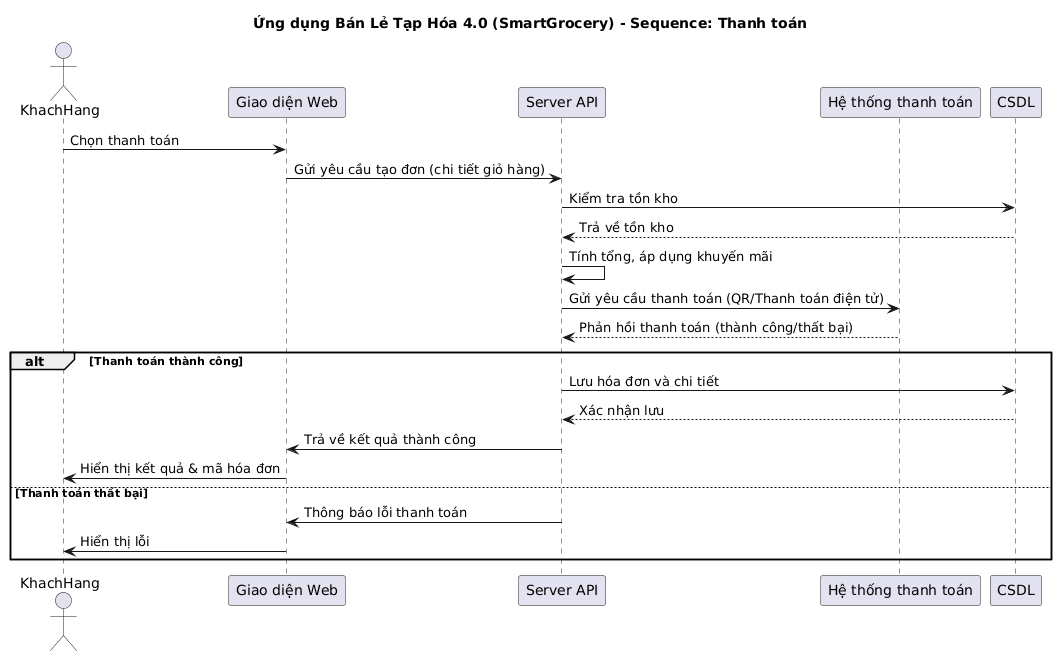 Ứng dụng Bán Lẻ Tạp Hóa 4.0 (SmartGrocery) - Sequence: Thanh toán
KhachHang
Giao diện Web
Server API
Hệ thống thanh toán
CSDL
Chọn thanh toán
Gửi yêu cầu tạo đơn (chi tiết giỏ hàng)
Kiểm tra tồn kho
Trả về tồn kho
Tính tổng, áp dụng khuyến mãi
Gửi yêu cầu thanh toán (QR/Thanh toán điện tử)
Phản hồi thanh toán (thành công/thất bại)
alt
[Thanh toán thành công]
Lưu hóa đơn và chi tiết
Xác nhận lưu
Trả về kết quả thành công
Hiển thị kết quả & mã hóa đơn
[Thanh toán thất bại]
Thông báo lỗi thanh toán
Hiển thị lỗi
KhachHang
Giao diện Web
Server API
Hệ thống thanh toán
CSDL